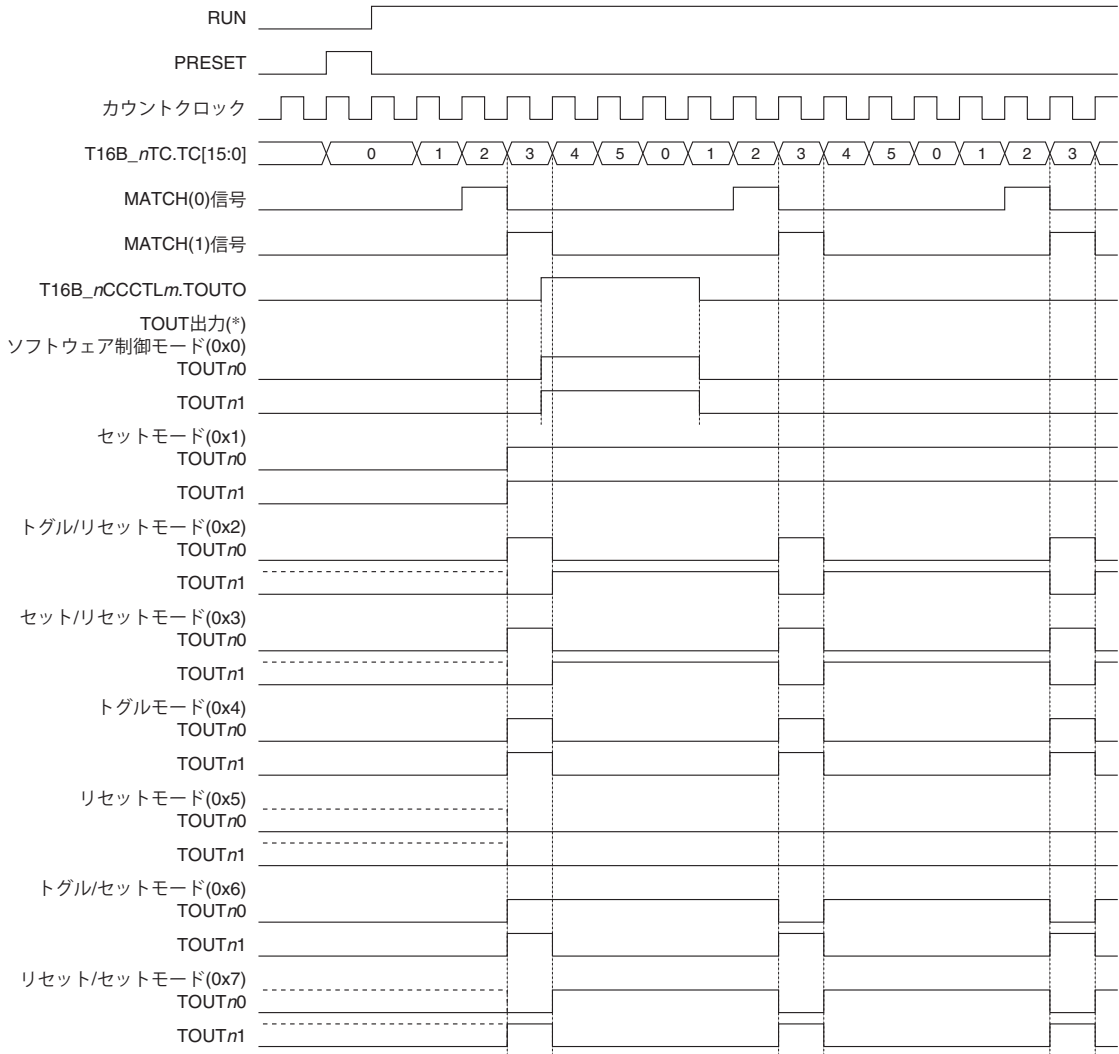 RUN
PRESET
カウントクロック
T16B_nTC.TC[15:0] 0 1 2 3 4 5 0 1 2 3 4 5 0 1 2 3
MATCH(0)信号
MATCH(1)信号
T16B_nCCCTLm.TOUTO
TOUT出力(*)
ソフトウェア制御モード(0x0)
TOUTn0
TOUTn1
セットモード(0x1)
TOUTn0
TOUTn1
トグル/リセットモード(0x2)
TOUTn0
TOUTn1
セット/リセットモード(0x3)
TOUTn0
TOUTn1
トグルモード(0x4)
TOUTn0
TOUTn1
リセットモード(0x5)
TOUTn0
TOUTn1
トグル/セットモード(0x6)
TOUTn0
TOUTn1
リセット/セットモード(0x7)
TOUTn0
TOUTn1